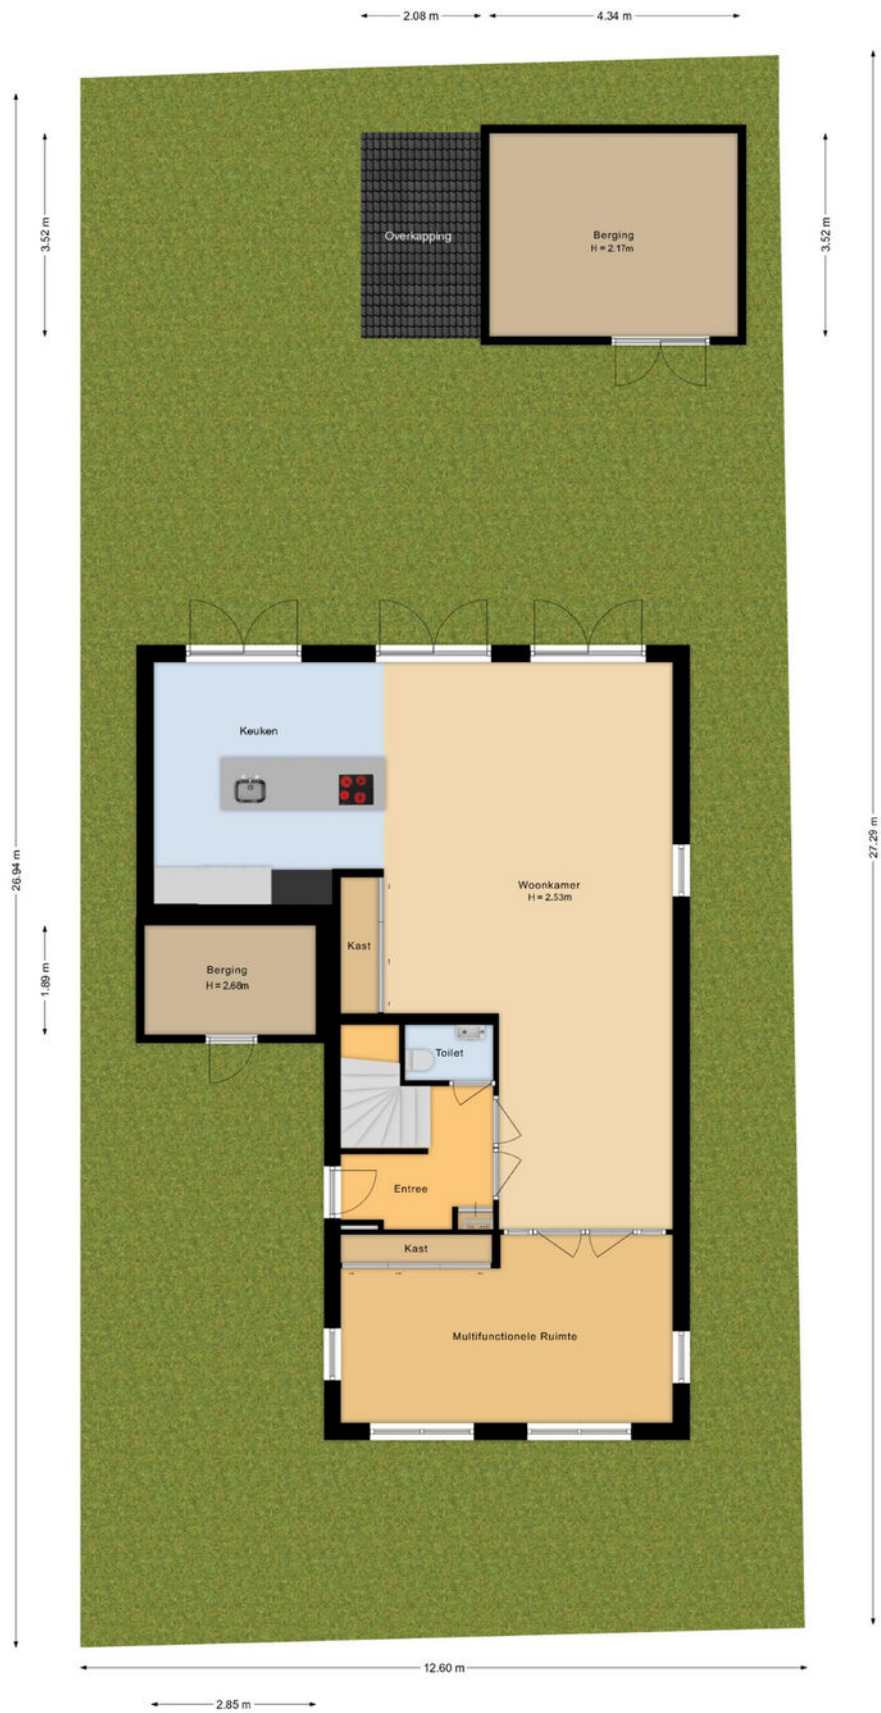 2.08 m
4.34 m
3.52 m
3.52 m
Overkapping
Berging
H = 2.17m
Keuken
26.94 m
27.29 m
Woonkamer
H = 2.53m
Kast
1.89 m
Berging
H = 2.68m
Toilet
Entree
Kast
Multifunctionele Ruimte
12.60 m
2.85 m